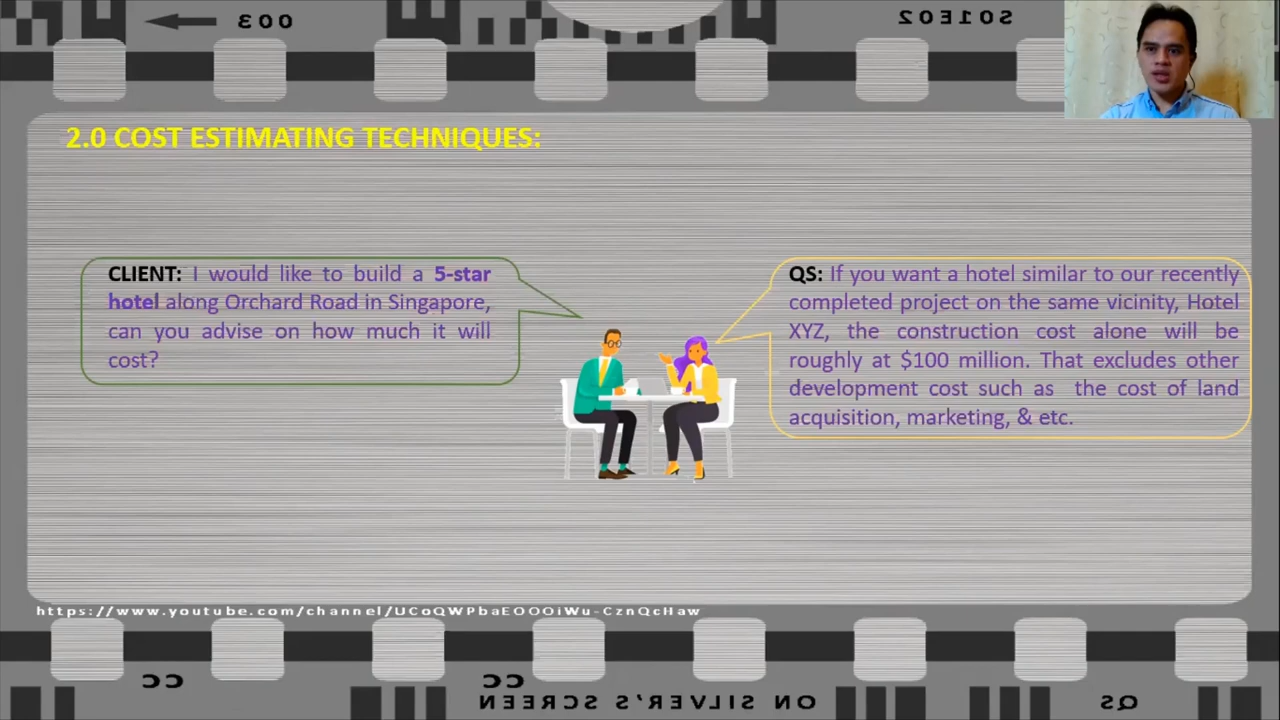 003
S01E02
2.0 COST ESTIMATING TECHNIQUES:
CLIENT: I would like to build a 5-star
hotel along Orchard Road in Singapore,
can you advise on how much it will
cost?
QS: If you want a hotel similar to our recently
completed project on the same vicinity, Hotel
XYZ, the construction cost alone will be
roughly at $100 million. That excludes other
development cost such as the cost of land
acquisition, marketing, & etc.
https://www.youtube.com/channel/UCoQWPbaEOOOiWu-CznQcHaw
CC
CC
ON SILVER'S SCREEN
QS